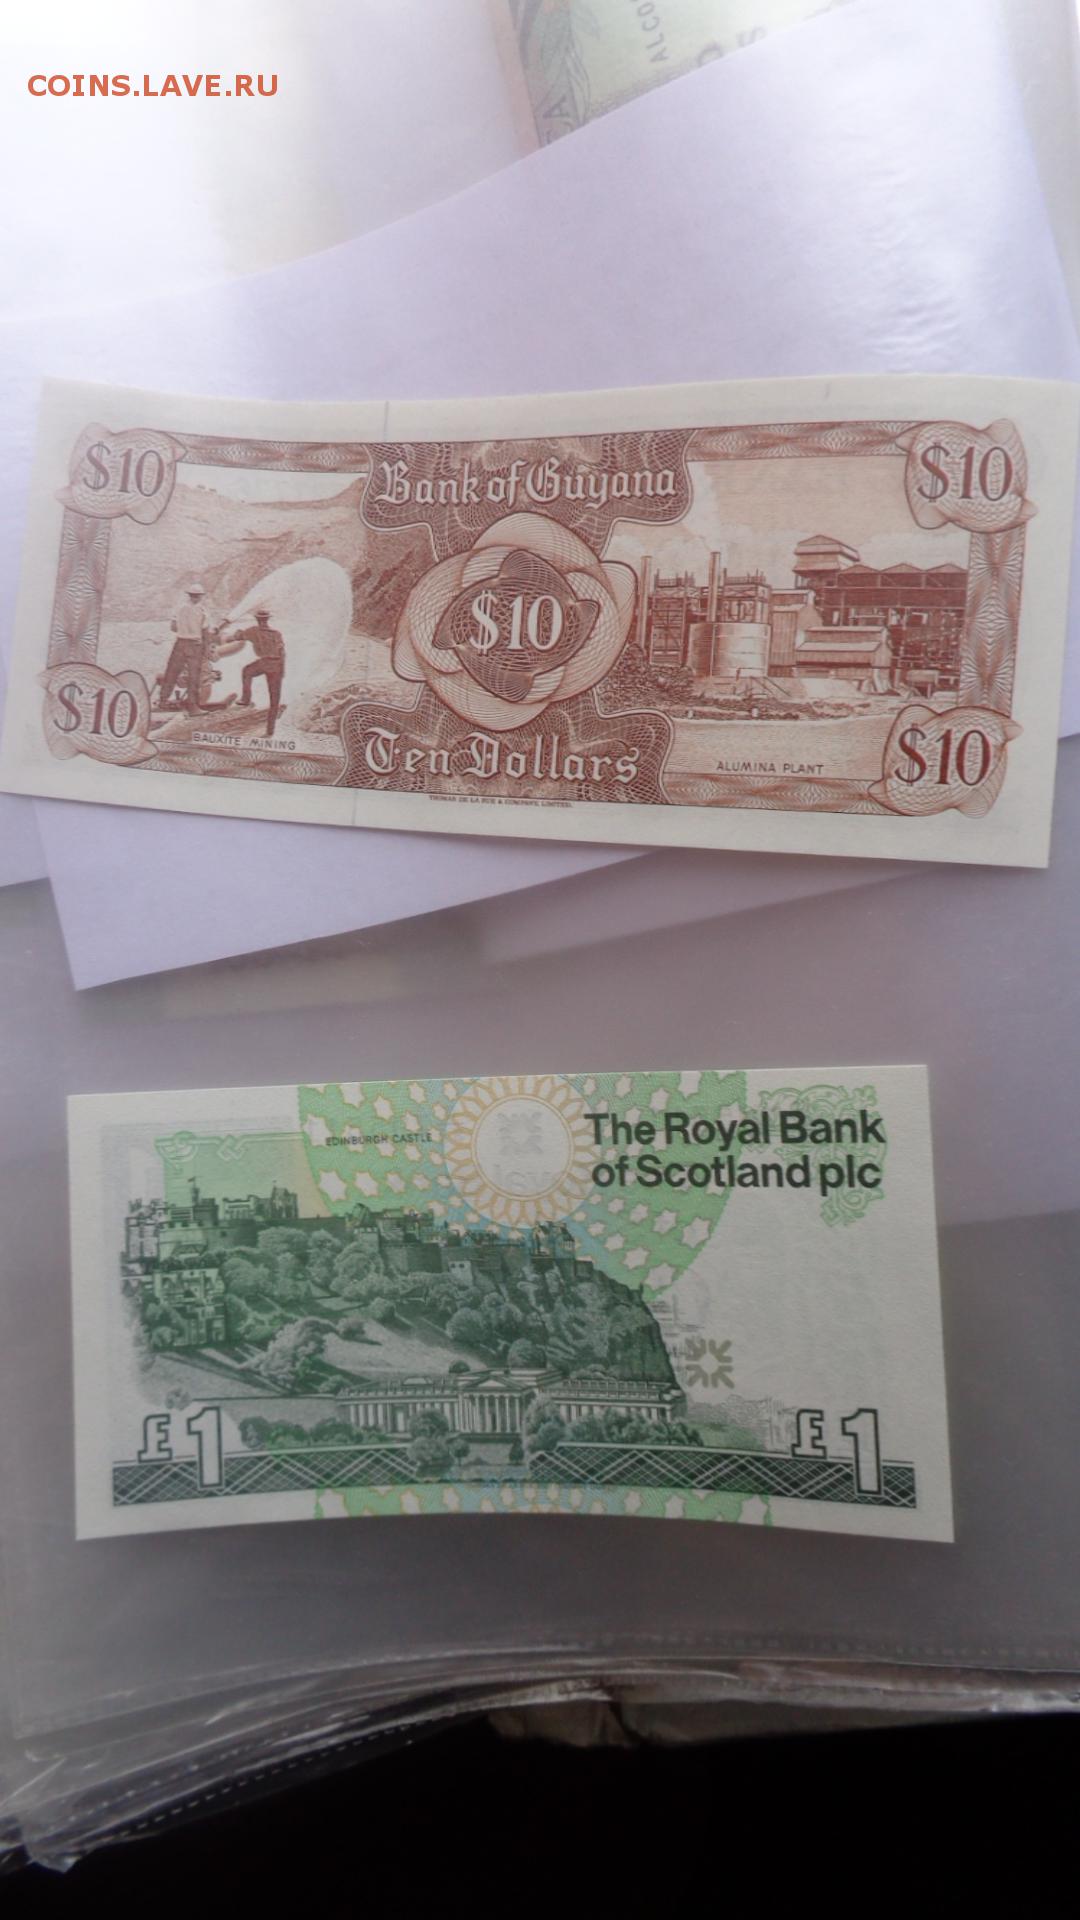 COINS.LAVE.RU
ALCO
$10
Bank of Guyana
$10
$10
$10
BAUXITE MINING
Ten Dollars
ALUMINA PLANT
$10
THOMAS DE LA RUE & COMPANY, LIMITED.
EDINBURGH CASTLE
The Royal Bank
of Scotland plc
£1
£1